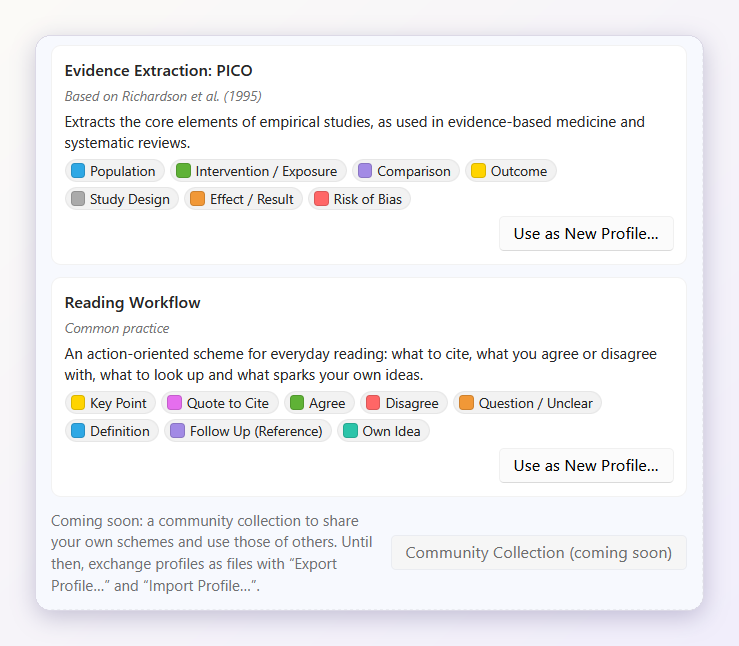 Evidence Extraction: PICO
Based on Richardson et al. (1995)
Extracts the core elements of empirical studies, as used in evidence-based medicine and
systematic reviews.
Population Intervention / Exposure Comparison Outcome
Study Design Effect / Result Risk of Bias
Use as New Profile...
Reading Workflow
Common practice
An action-oriented scheme for everyday reading: what to cite, what you agree or disagree
with, what to look up and what sparks your own ideas.
Key Point Quote to Cite Agree Disagree Question / Unclear
Definition Follow Up (Reference) Own Idea
Use as New Profile...
Coming soon: a community collection to share
your own schemes and use those of others. Until
then, exchange profiles as files with “Export
Profile...” and “Import Profile...”.
Community Collection (coming soon)